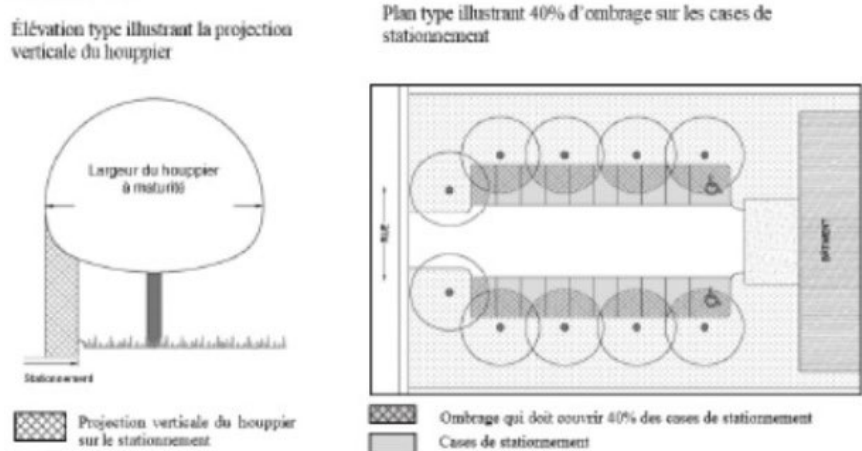 Élévation type illustrant la projection
verticale du houppier
Largeur du houppier
à maturité
Stationnement
Projection verticale du houppier
sur le stationnement
Plan type illustrant 40% d'ombrage sur les cases de
stationnement
RUE
BÂTIMENT
Ombrage qui doit couvrir 40% des cases de stationnement
Cases de stationnement